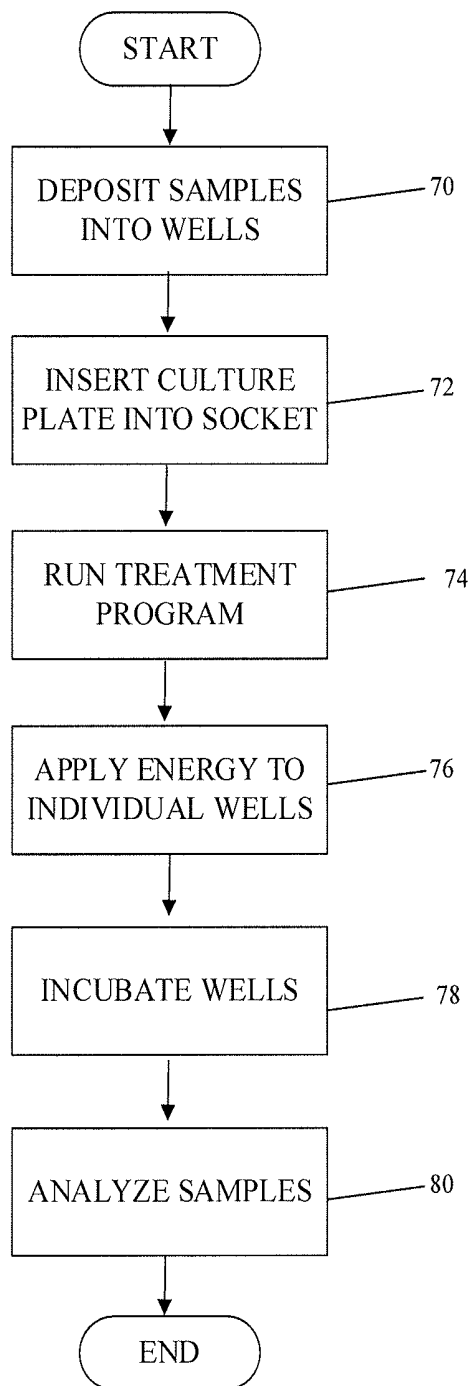 START
DEPOSIT SAMPLES
INTO WELLS
70
INSERT CULTURE
PLATE INTO SOCKET
72
RUN TREATMENT
PROGRAM
74
APPLY ENERGY TO
INDIVIDUAL WELLS
76
INCUBATE WELLS
78
ANALYZE SAMPLES
80
END